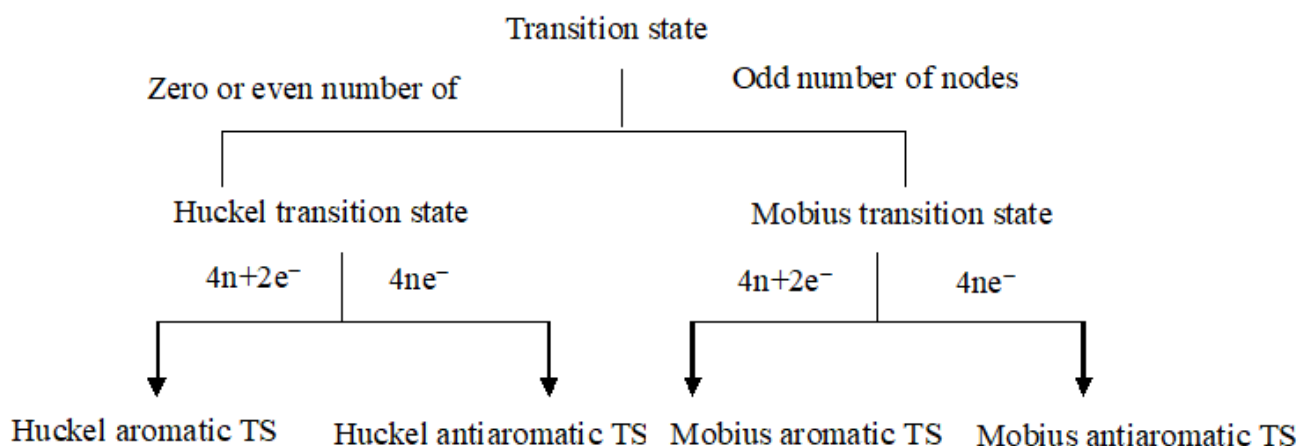 Transition state
Zero or even number of
Odd number of nodes
Huckel transition state
Mobius transition state
4n+2e⁻
4ne⁻
4n+2e⁻
4ne⁻
Huckel aromatic TS
Huckel antiaromatic TS
Mobius aromatic TS
Mobius antiaromatic TS